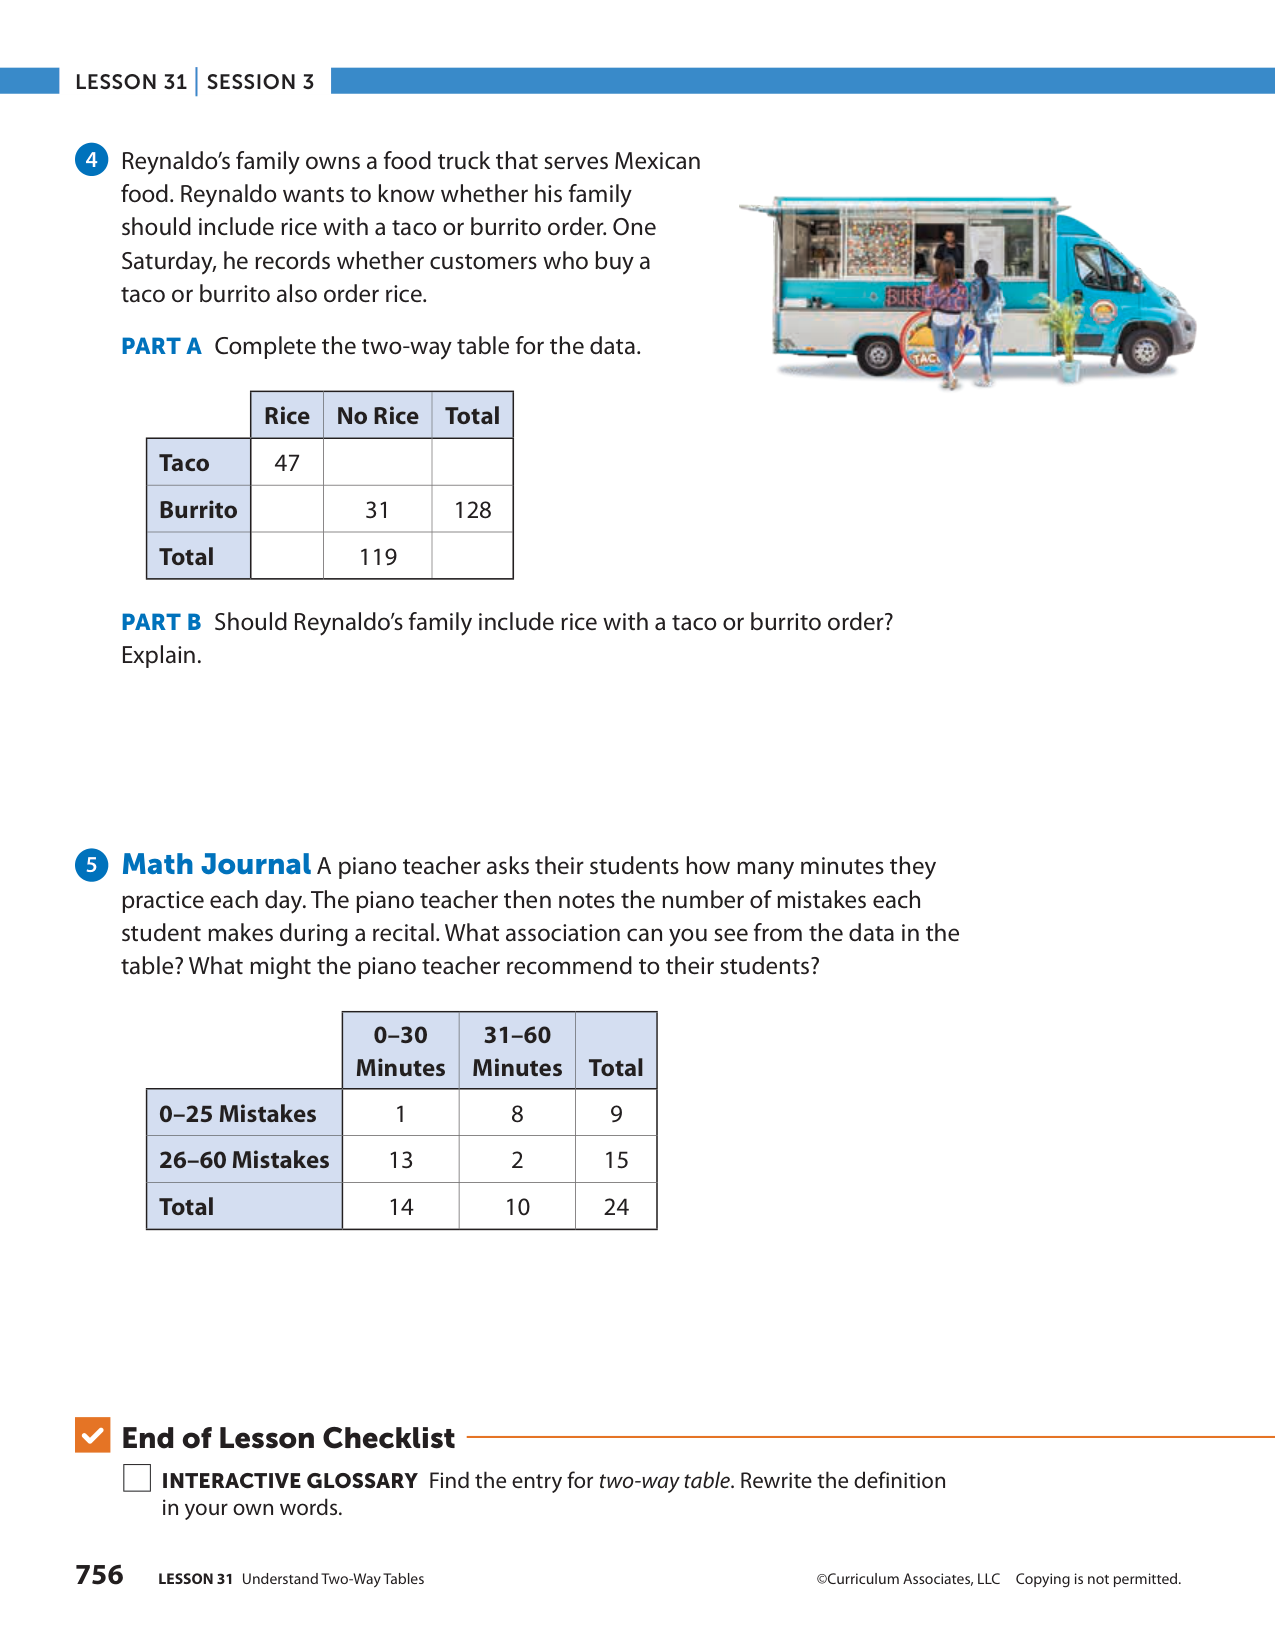 LESSON 31 | SESSION 3
4 Reynaldo’s family owns a food truck that serves Mexican
food. Reynaldo wants to know whether his family
should include rice with a taco or burrito order. One
Saturday, he records whether customers who buy a
taco or burrito also order rice.
PART A Complete the two-way table for the data.
Rice No Rice Total
Taco 47
Burrito 31 128
Total 119
BURR
TACO
PART B Should Reynaldo’s family include rice with a taco or burrito order?
Explain.
5 Math Journal A piano teacher asks their students how many minutes they
practice each day. The piano teacher then notes the number of mistakes each
student makes during a recital. What association can you see from the data in the
table? What might the piano teacher recommend to their students?
0–30 31–60
Minutes Minutes Total
0–25 Mistakes 1 8 9
26–60 Mistakes 13 2 15
Total 14 10 24
End of Lesson Checklist
INTERACTIVE GLOSSARY Find the entry for two-way table. Rewrite the definition
in your own words.
756 LESSON 31 Understand Two-Way Tables ©Curriculum Associates, LLC Copying is not permitted.